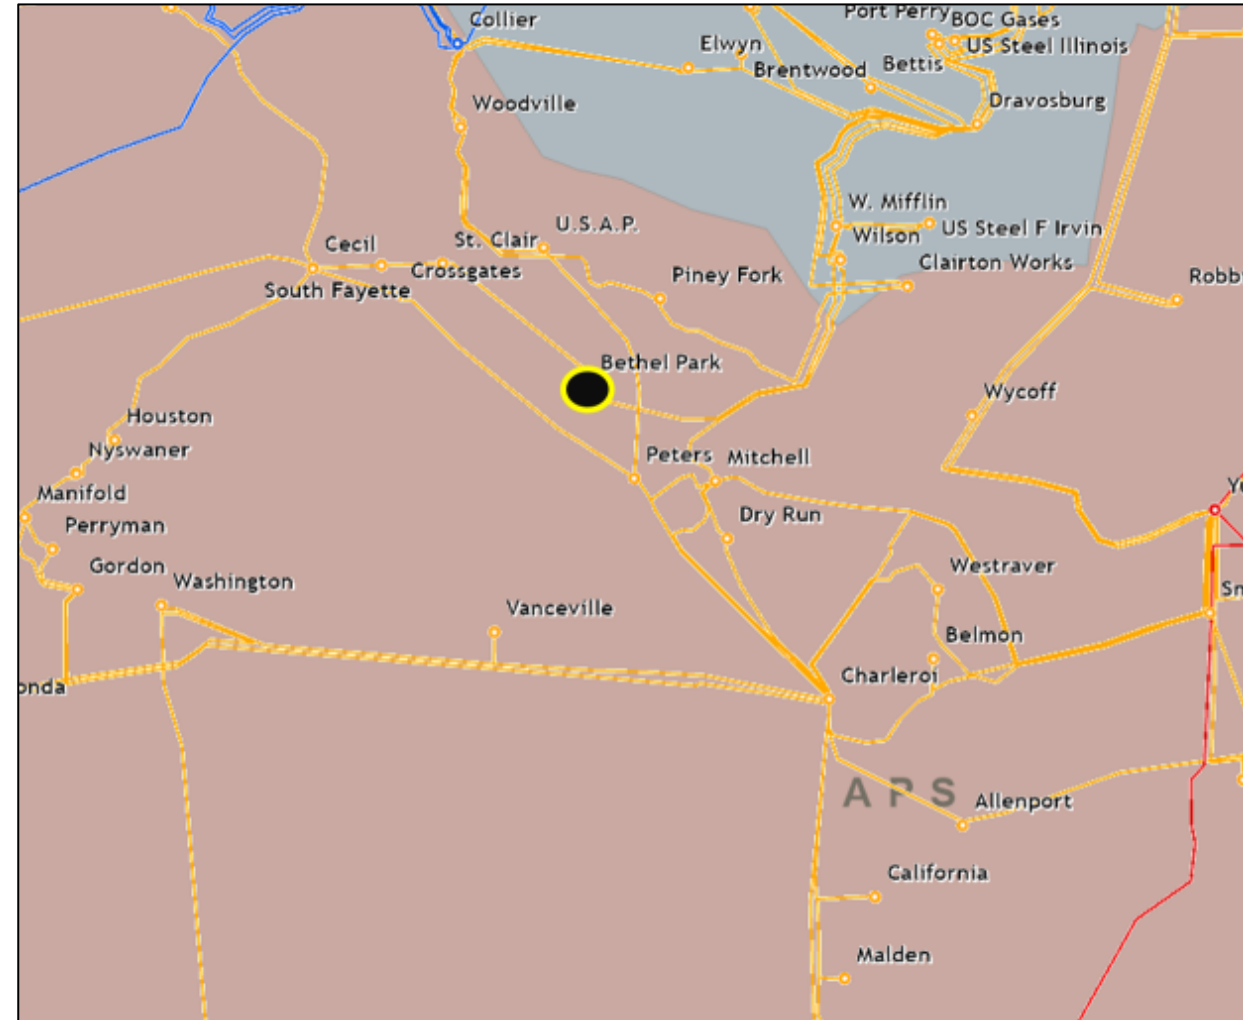 Collier
Port Perry
BOC Gases
Elwyn
US Steel Illinois
Brentwood
Bettis
Dravosburg
Woodville
W. Mifflin
U.S.A.P.
US Steel F Irvin
Cecil
St. Clair
Wilson
Crossgates
Piney Fork
Clairton Works
South Fayette
Robb
Bethel Park
Wycoff
Houston
Nyswaner
Peters
Mitchell
Manifold
Perryman
Dry Run
Gordon
Washington
Westraver
Vanceville
Belmon
onda
Charleroi
APS
Allenport
California
Malden